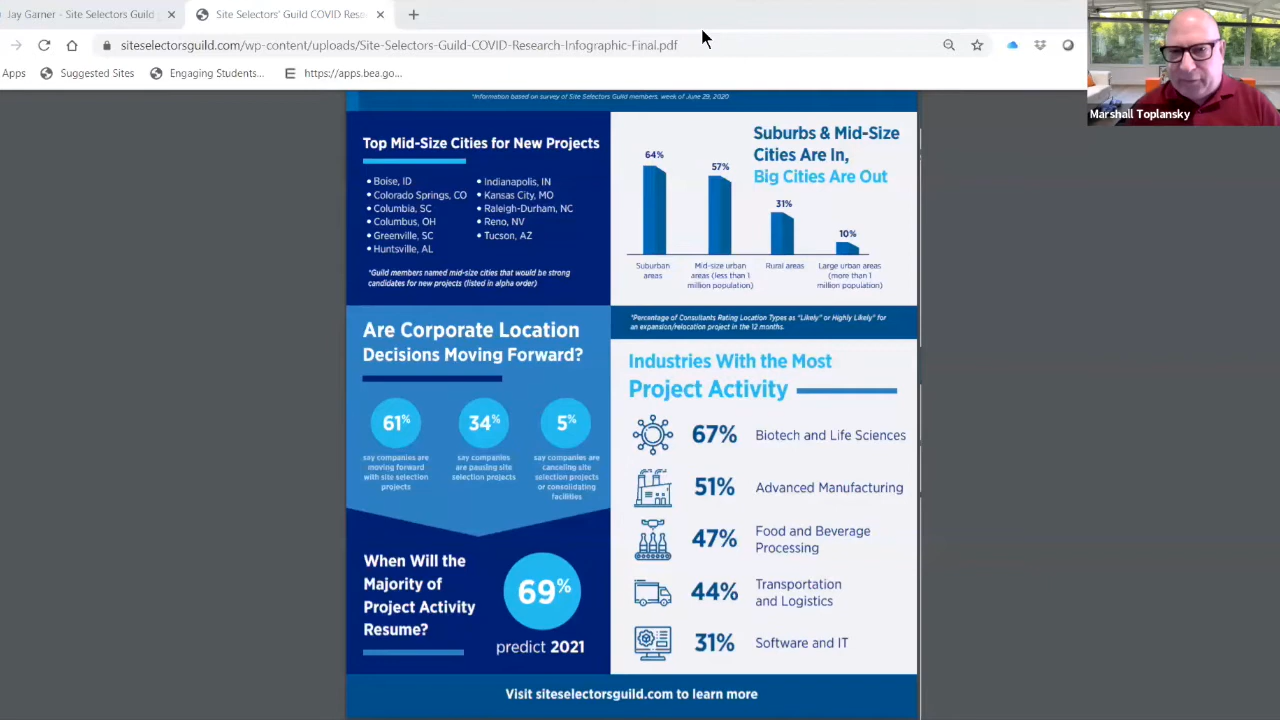 Jay Garner - Site Selectors Guild
Site Selectors' Guild COVID Rese
siteselectorsguild.com/wp-content/uploads/Site-Selectors-Guild-COVID-Research-Infographic-Final.pdf
Apps
Suggested Sites
Engaging Students...
https://apps.bea.go...
Marshall Toplansky
*Information based on survey of Site Selectors Guild members, week of June 29, 2020
Top Mid-Size Cities for New Projects
• Boise, ID
• Colorado Springs, CO
• Columbia, SC
• Columbus, OH
• Greenville, SC
• Huntsville, AL
• Indianapolis, IN
• Kansas City, MO
• Raleigh-Durham, NC
• Reno, NV
• Tucson, AZ
*Guild members named mid-size cities that would be strong
candidates for new projects (listed in alpha order)
Suburbs & Mid-Size
Cities Are In,
Big Cities Are Out
64%
57%
31%
10%
Suburban
areas
Mid-size urban
areas (less than 1
million population)
Rural areas
Large urban areas
(more than 1
million population)
*Percentage of Consultants Rating Location Types as "Likely" or Highly Likely" for
an expansion/relocation project in the 12 months.
Are Corporate Location
Decisions Moving Forward?
61%
say companies are
moving forward
with site selection
projects
34%
say companies
are pausing site
selection projects
5%
say companies are
canceling site
selection projects
or consolidating
facilities
When Will the
Majority of
Project Activity
Resume?
69%
predict 2021
Industries With the Most
Project Activity
67% Biotech and Life Sciences
51% Advanced Manufacturing
47% Food and Beverage
Processing
44% Transportation
and Logistics
31% Software and IT
Visit siteselectorsguild.com to learn more